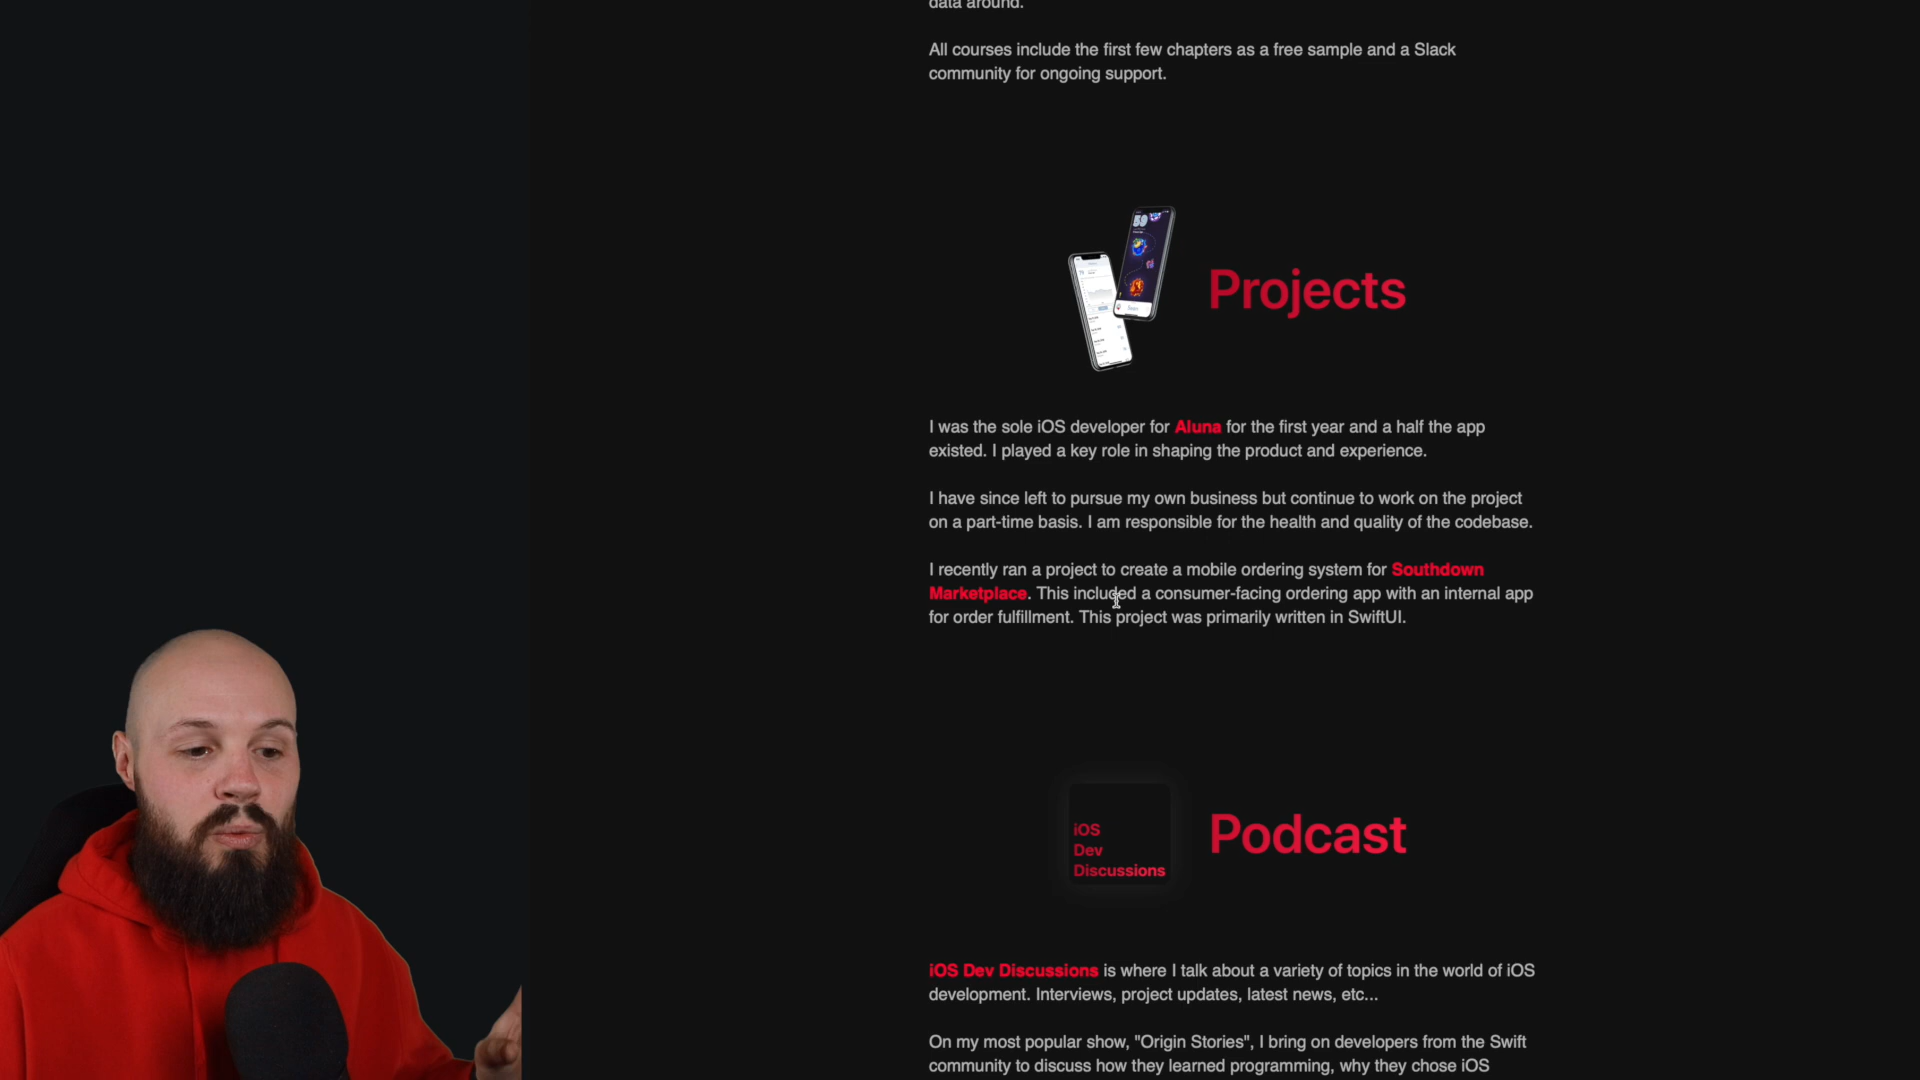 data around.
All courses include the first few chapters as a free sample and a Slack
community for ongoing support.
59
Projects
I was the sole iOS developer for Aluna for the first year and a half the app
existed. I played a key role in shaping the product and experience.
I have since left to pursue my own business but continue to work on the project
on a part-time basis. I am responsible for the health and quality of the codebase.
I recently ran a project to create a mobile ordering system for Southdown
Marketplace. This included a consumer-facing ordering app with an internal app
for order fulfillment. This project was primarily written in SwiftUI.
iOS
Dev
Discussions
Podcast
iOS Dev Discussions is where I talk about a variety of topics in the world of iOS
development. Interviews, project updates, latest news, etc...
On my most popular show, "Origin Stories", I bring on developers from the Swift
community to discuss how they learned programming, why they chose iOS